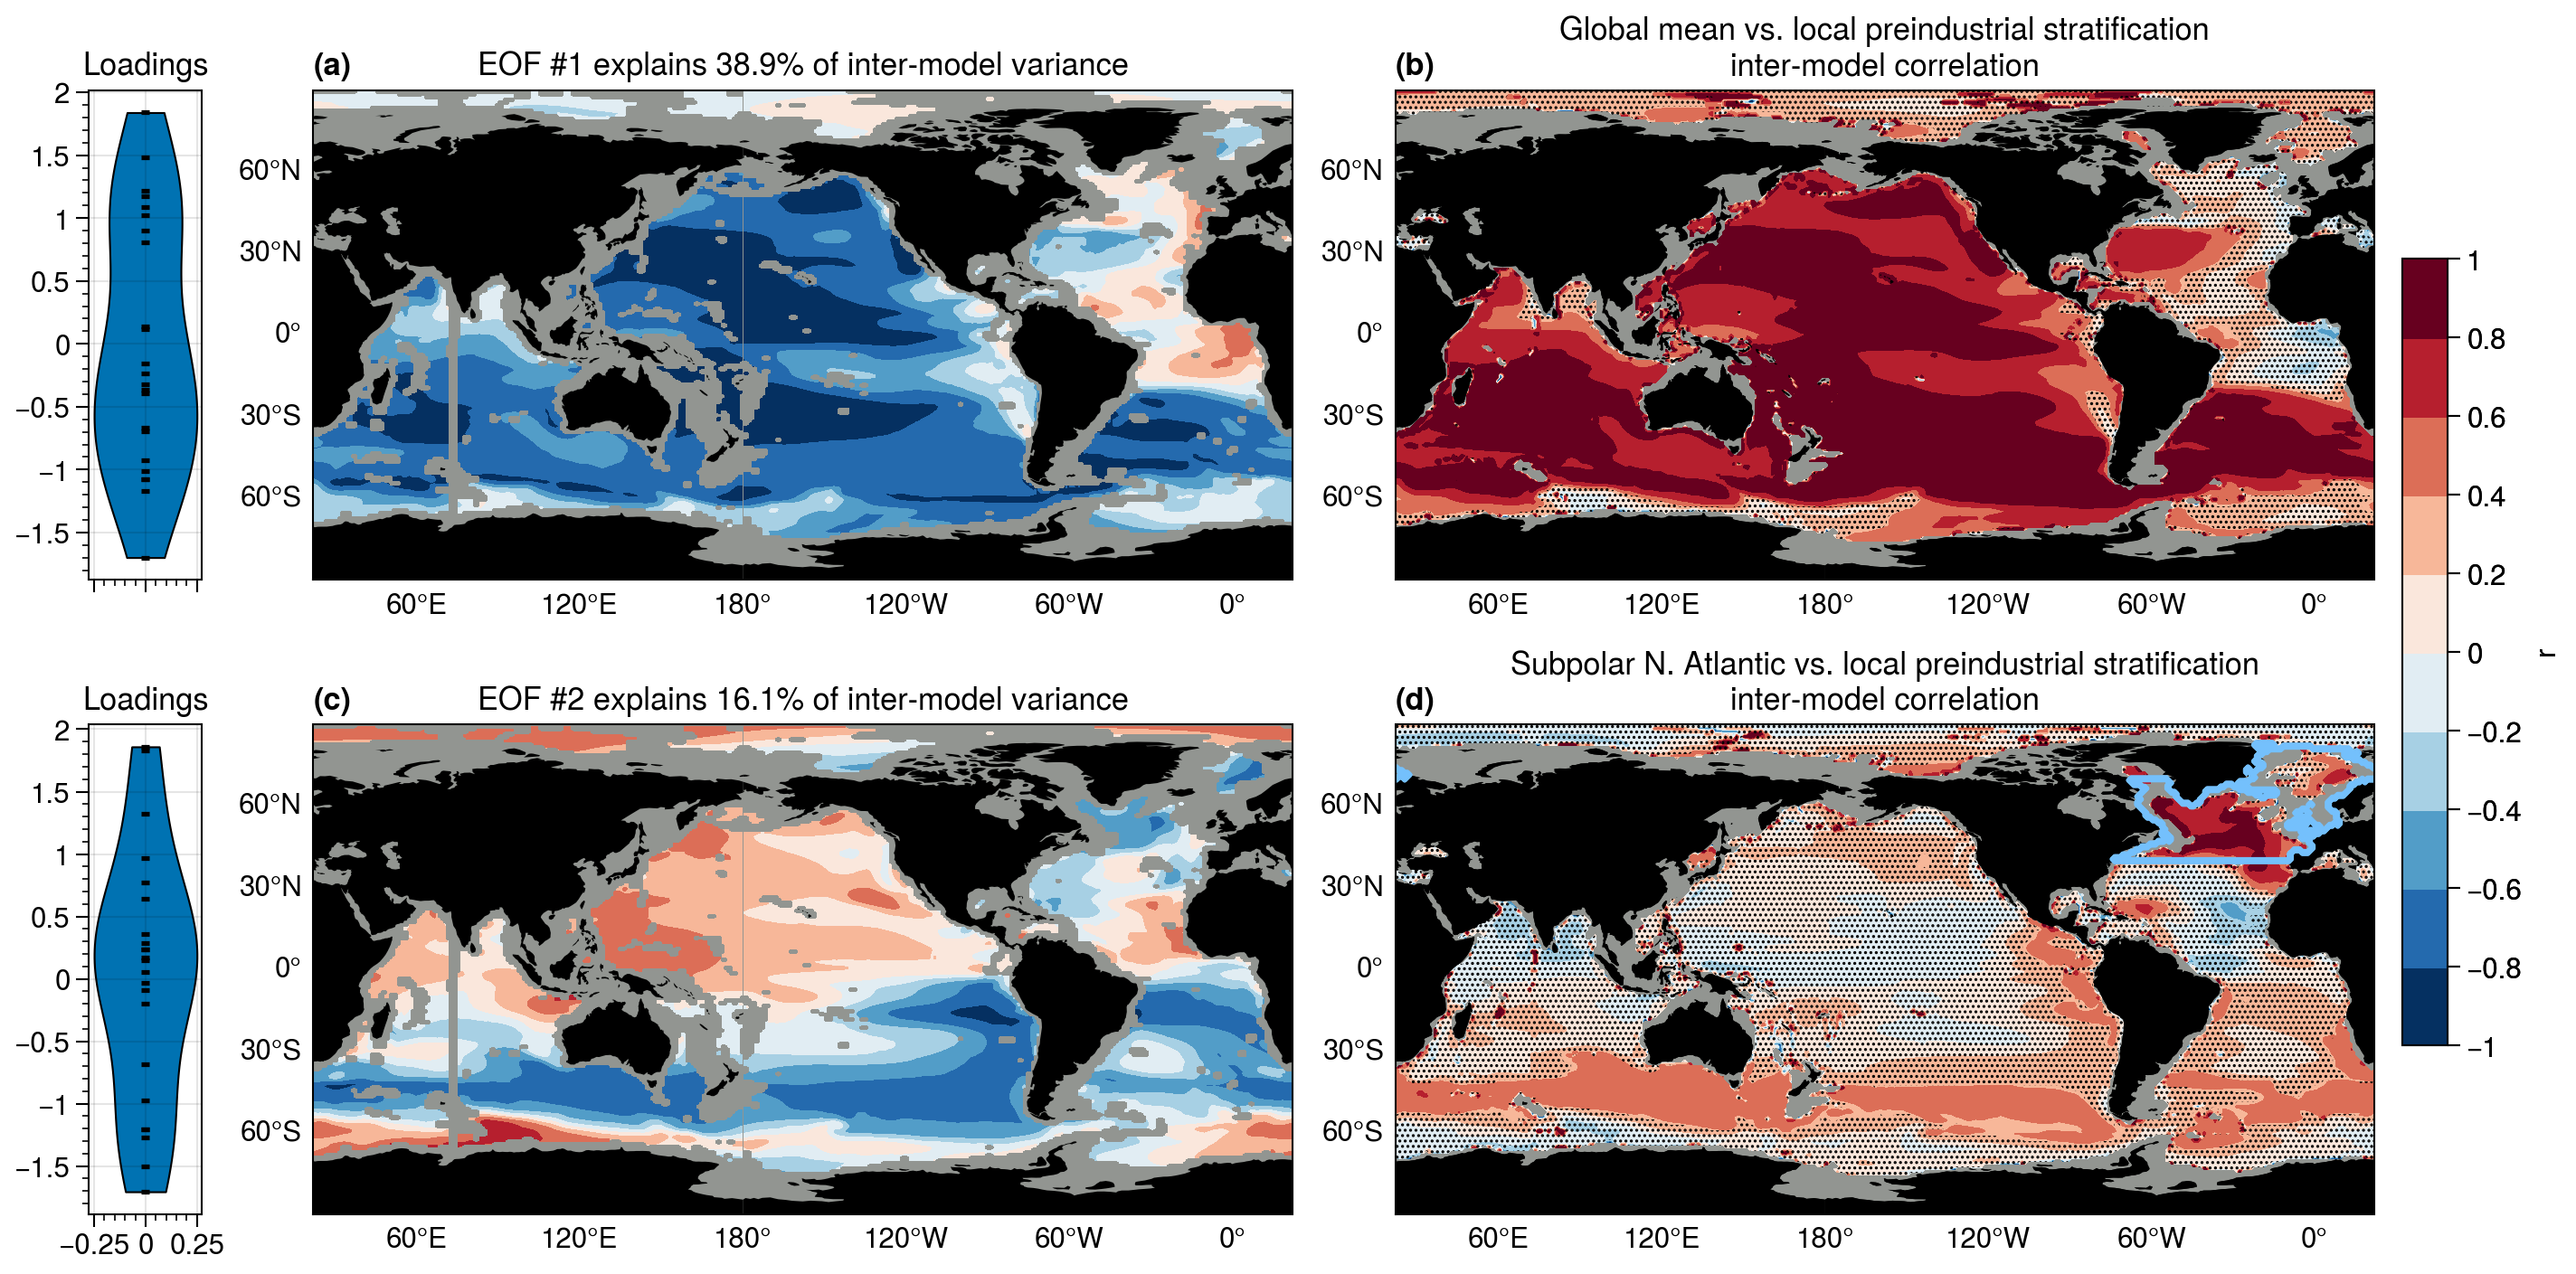 Loadings
(a) EOF #1 explains 38.9% of inter-model variance
2
1.5
1
0.5
0
−0.5
−1
−1.5
60°N
30°N
0°
30°S
60°S
60°E 120°E 180° 120°W 60°W 0°
Global mean vs. local preindustrial stratification
(b) inter-model correlation
60°N
30°N
0°
30°S
60°S
60°E 120°E 180° 120°W 60°W 0°
Loadings
(c) EOF #2 explains 16.1% of inter-model variance
2
1.5
1
0.5
0
−0.5
−1
−1.5
−0.25 0 0.25
60°N
30°N
0°
30°S
60°S
60°E 120°E 180° 120°W 60°W 0°
Subpolar N. Atlantic vs. local preindustrial stratification
(d) inter-model correlation
60°N
30°N
0°
30°S
60°S
60°E 120°E 180° 120°W 60°W 0°
1
0.8
0.6
0.4
0.2
0
−0.2
−0.4
−0.6
−0.8
−1
r